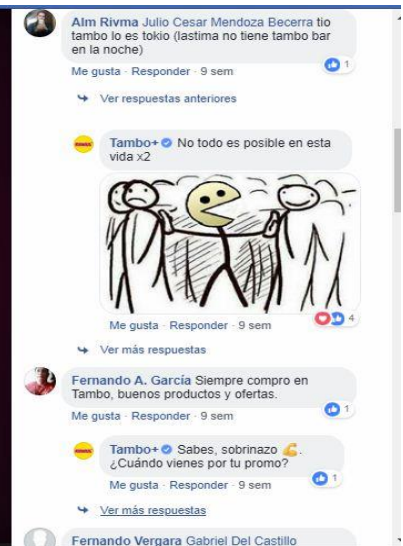 Alm Rivma Julio Cesar Mendoza Becerra tio
tambo lo es tokio (lastima no tiene tambo bar
en la noche)
Me gusta · Responder · 9 sem
1
Ver respuestas anteriores
Tambo+ No todo es posible en esta
vida x2
Me gusta · Responder · 9 sem
4
Ver más respuestas
Fernando A. García Siempre compro en
Tambo, buenos productos y ofertas.
Me gusta · Responder · 9 sem
1
Tambo+ Sabes, sobrinazo 💪.
¿Cuándo vienes por tu promo?
Me gusta · Responder · 9 sem
1
Ver más respuestas
Fernando Vergara Gabriel Del Castillo